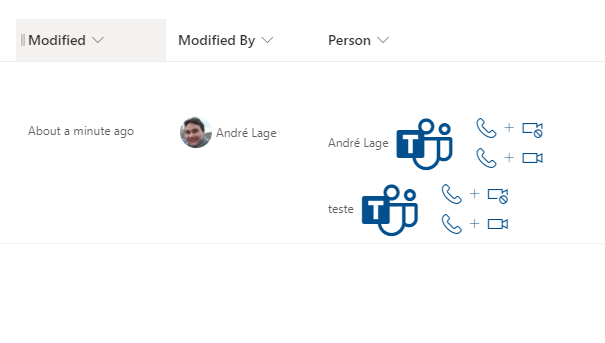 Modified Modified By Person
About a minute ago André Lage André Lage T
teste T